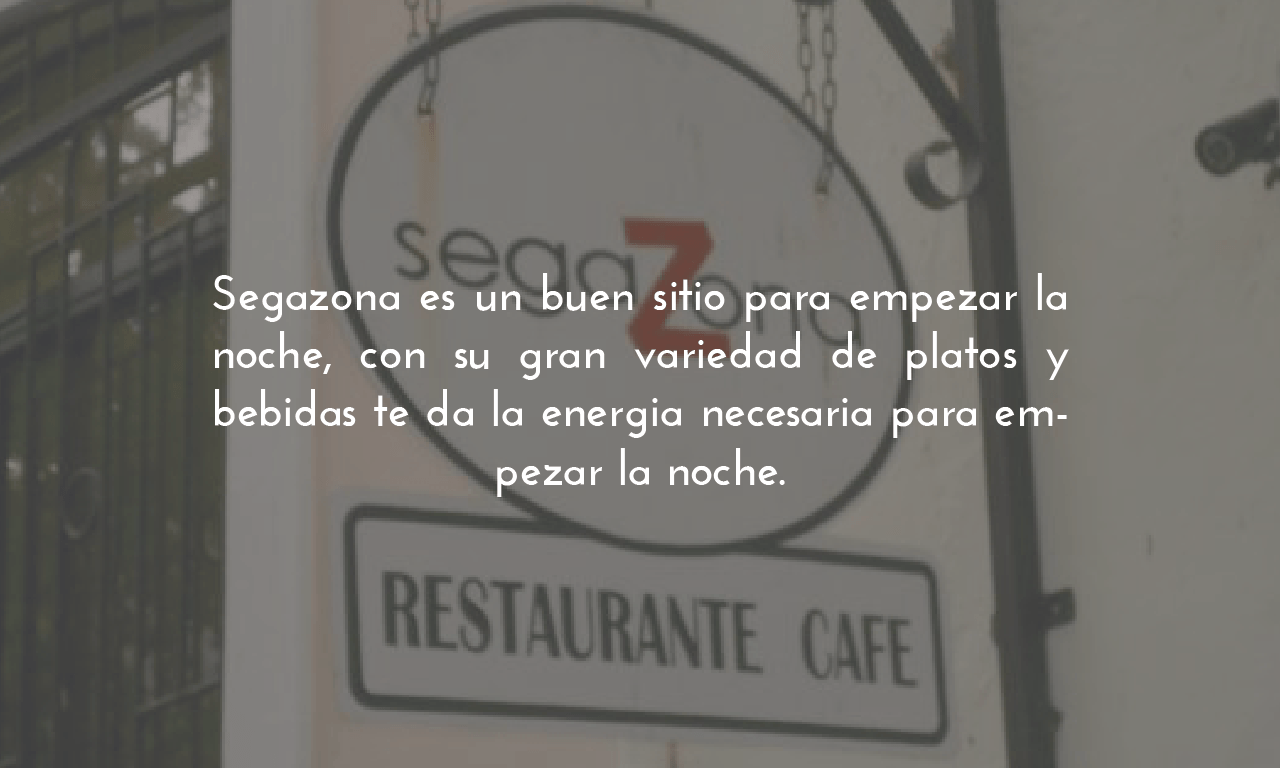 segaZona
Segazona es un buen sitio para empezar la
noche, con su gran variedad de platos y
bebidas te da la energia necesaria para em-
pezar la noche.
RESTAURANTE CAFE